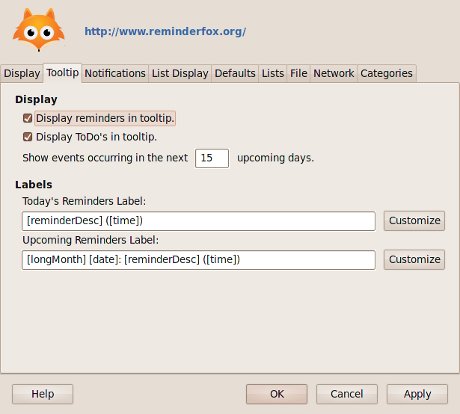 http://www.reminderfox.org/
Display Tooltip Notifications List Display Defaults Lists File Network Categories
Display
Display reminders in tooltip.
Display ToDo's in tooltip.
Show events occurring in the next 15 upcoming days.
Labels
Today's Reminders Label:
[reminderDesc] ([time]) Customize
Upcoming Reminders Label:
[longMonth] [date]: [reminderDesc] ([time]) Customize
Help OK Cancel Apply